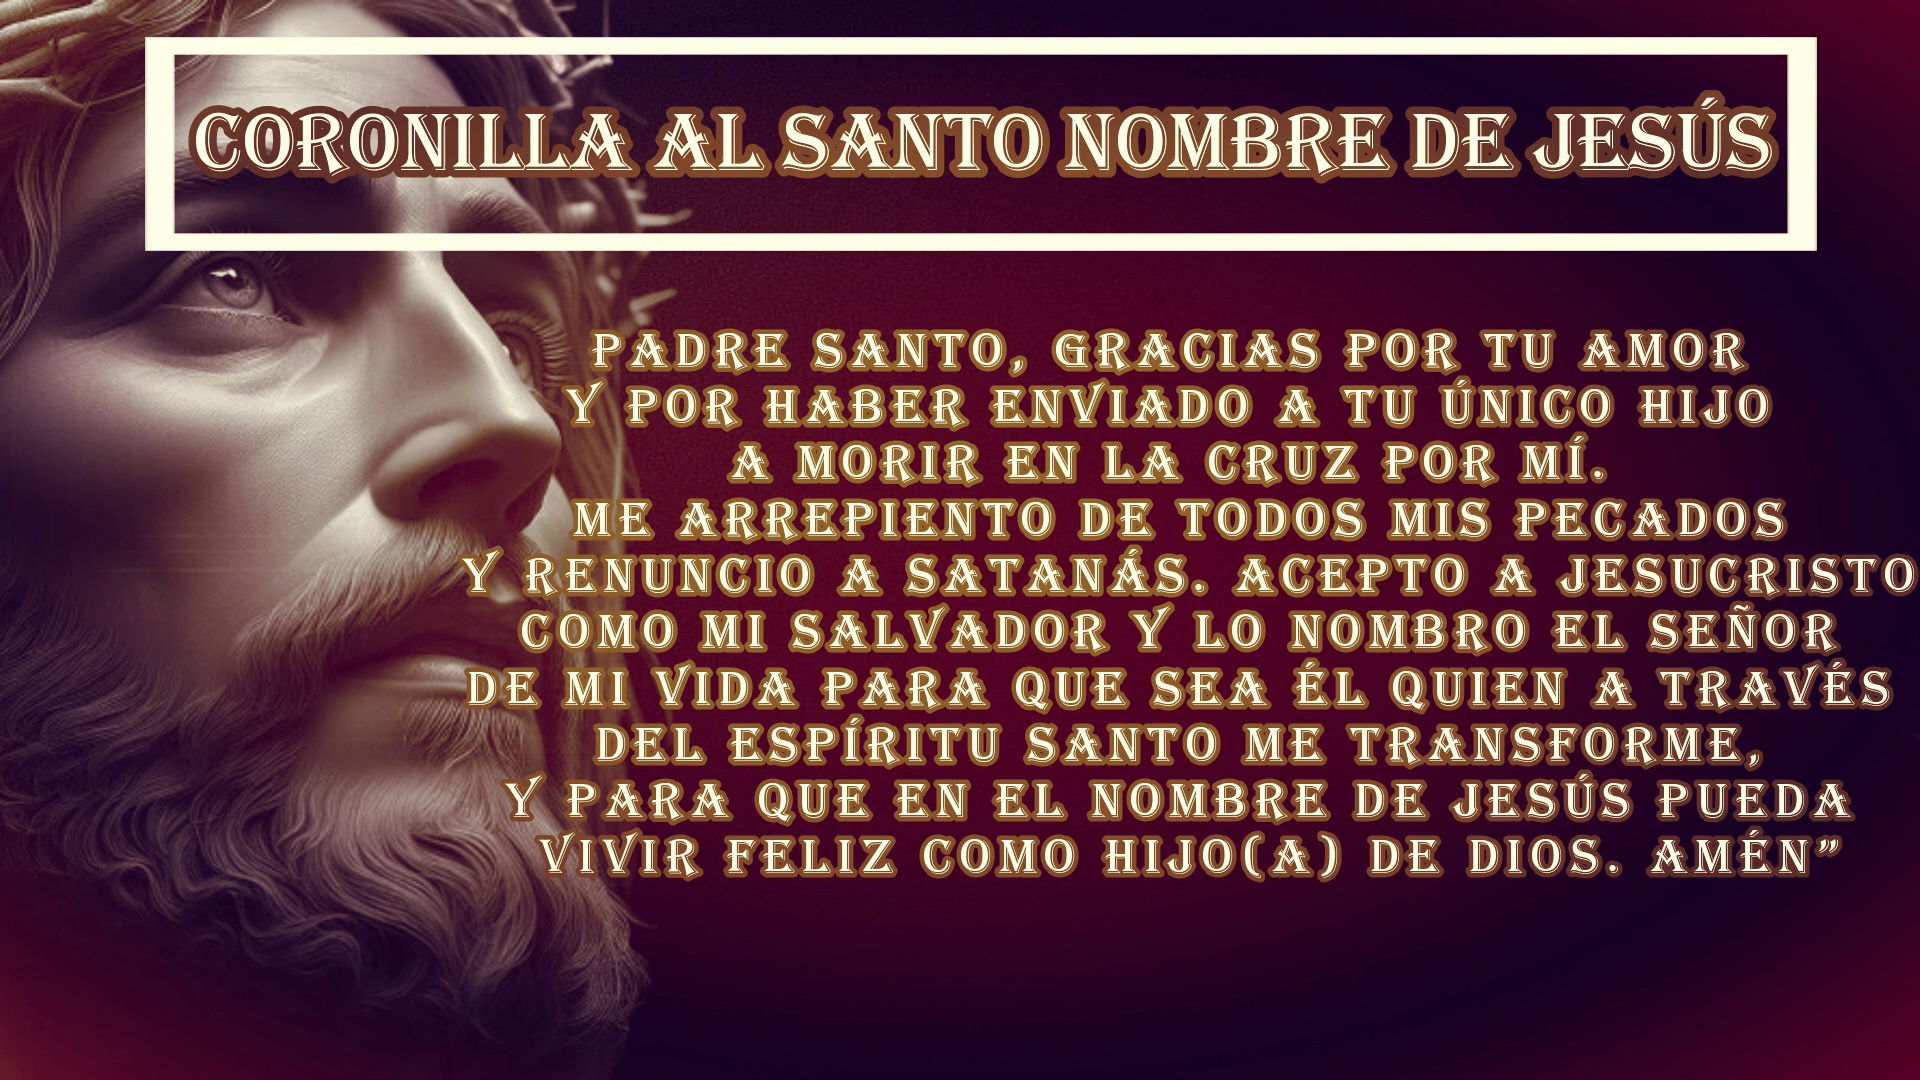 CORONILLA AL SANTO NOMBRE DE JESÚS
PADRE SANTO, GRACIAS POR TU AMOR
Y POR HABER ENVIADO A TU ÚNICO HIJO
A MORIR EN LA CRUZ POR MÍ.
ME ARREPIENTO DE TODOS MIS PECADOS
Y RENUNCIO A SATANÁS. ACEPTO A JESUCRISTO
COMO MI SALVADOR Y LO NOMBRO EL SEÑOR
DE MI VIDA PARA QUE SEA ÉL QUIEN A TRAVÉS
DEL ESPÍRITU SANTO ME TRANSFORME,
Y PARA QUE EN EL NOMBRE DE JESÚS PUEDA
VIVIR FELIZ COMO HIJO(A) DE DIOS. AMÉN”